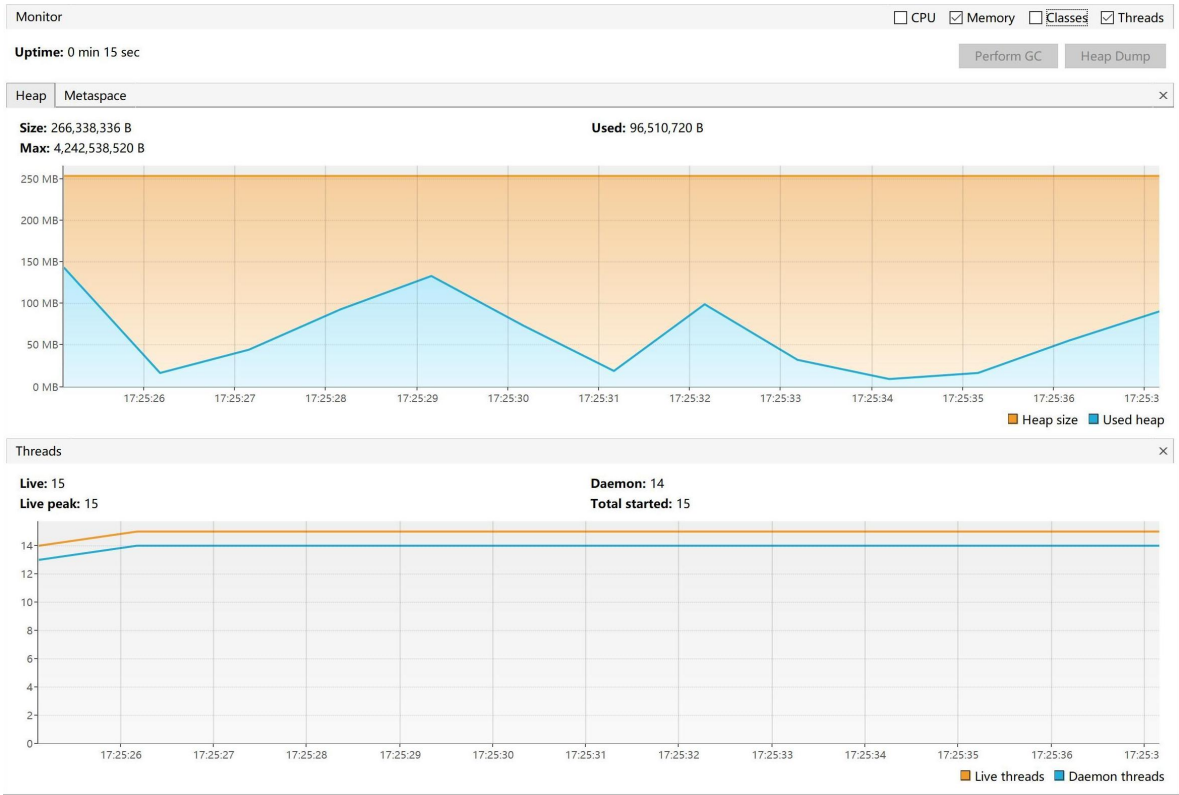 Monitor CPU Memory Classes Threads
Uptime: 0 min 15 sec Perform GC Heap Dump
Heap Metaspace ×
Size: 266,338,336 B Used: 96,510,720 B
Max: 4,242,538,520 B
250 MB
200 MB
150 MB
100 MB
50 MB
0 MB
17:25:26 17:25:27 17:25:28 17:25:29 17:25:30 17:25:31 17:25:32 17:25:33 17:25:34 17:25:35 17:25:36 17:25:3
Heap size Used heap
Threads ×
Live: 15 Daemon: 14
Live peak: 15 Total started: 15
14
12
10
8
6
4
2
0
17:25:26 17:25:27 17:25:28 17:25:29 17:25:30 17:25:31 17:25:32 17:25:33 17:25:34 17:25:35 17:25:36 17:25:3
Live threads Daemon threads